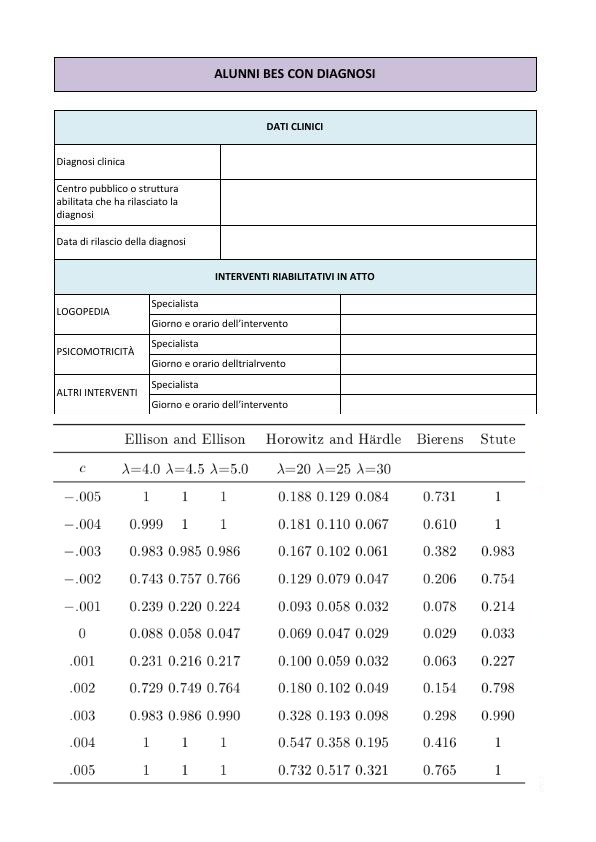 ALUNNI BES CON DIAGNOSI
DATI CLINICI
Diagnosi clinica
Centro pubblico o struttura
abilitata che ha rilasciato la
diagnosi
Data di rilascio della diagnosi
INTERVENTI RIABILITATIVI IN ATTO
LOGOPEDIA
Specialista
Giorno e orario dell’intervento
PSICOMOTRICITÀ
Specialista
Giorno e orario delltrialrvento
ALTRI INTERVENTI
Specialista
Giorno e orario dell’intervento
Ellison and Ellison Horowitz and Härdle Bierens Stute
c λ=4.0 λ=4.5 λ=5.0 λ=20 λ=25 λ=30
−.005 1 1 1 0.188 0.129 0.084 0.731 1
−.004 0.999 1 1 0.181 0.110 0.067 0.610 1
−.003 0.983 0.985 0.986 0.167 0.102 0.061 0.382 0.983
−.002 0.743 0.757 0.766 0.129 0.079 0.047 0.206 0.754
−.001 0.239 0.220 0.224 0.093 0.058 0.032 0.078 0.214
0 0.088 0.058 0.047 0.069 0.047 0.029 0.029 0.033
.001 0.231 0.216 0.217 0.100 0.059 0.032 0.063 0.227
.002 0.729 0.749 0.764 0.180 0.102 0.049 0.154 0.798
.003 0.983 0.986 0.990 0.328 0.193 0.098 0.298 0.990
.004 1 1 1 0.547 0.358 0.195 0.416 1
.005 1 1 1 0.732 0.517 0.321 0.765 1